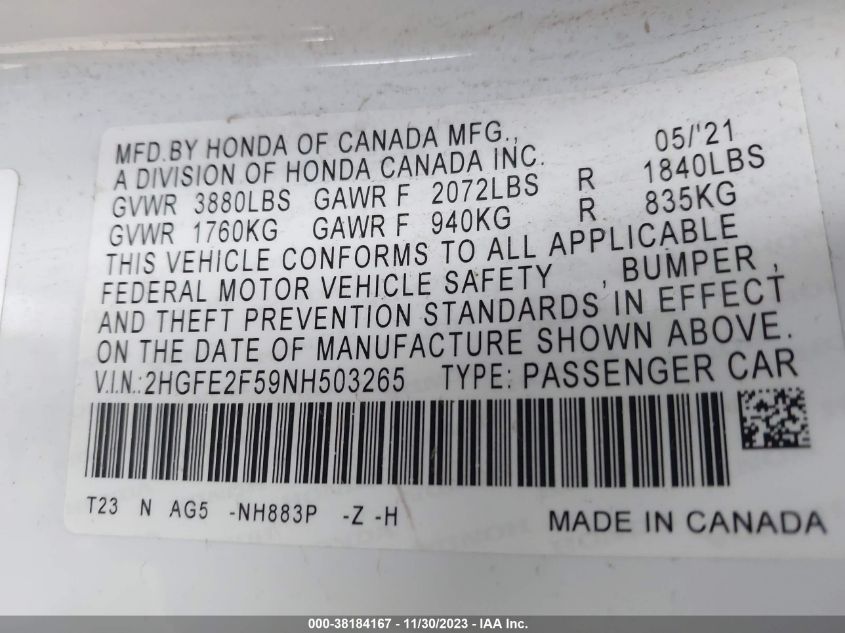 MFD.BY HONDA OF CANADA MFG., 05/'21
A DIVISION OF HONDA CANADA INC.
GVWR 3880LBS GAWR F 2072LBS R 1840LBS
GVWR 1760KG GAWR F 940KG R 835KG
THIS VEHICLE CONFORMS TO ALL APPLICABLE
FEDERAL MOTOR VEHICLE SAFETY , BUMPER ,
AND THEFT PREVENTION STANDARDS IN EFFECT
ON THE DATE OF MANUFACTURE SHOWN ABOVE.
V.I.N.:2HGFE2F59NH503265 TYPE: PASSENGER CAR
T23 N AG5 -NH883P -Z -H MADE IN CANADA
000-38184167 - 11/30/2023 - IAA Inc.